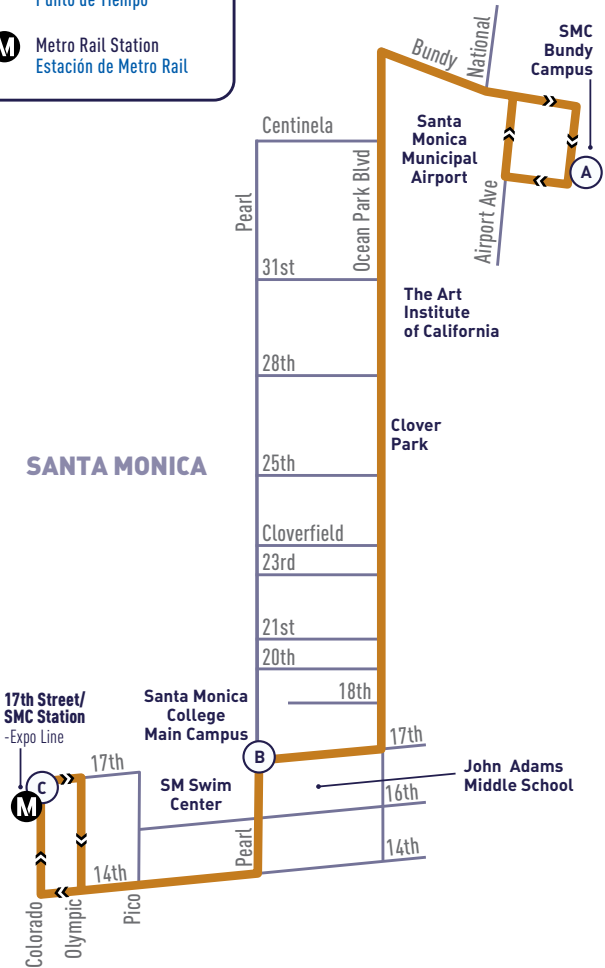 Punto de Tiempo
M
Metro Rail Station
Estación de Metro Rail
Bundy
National
SMC
Bundy
Campus
A
Santa
Monica
Municipal
Airport
Airport Ave
Centinela
Pearl
Ocean Park Blvd
31st
The Art
Institute
of California
28th
Clover
Park
SANTA MONICA
25th
Cloverfield
23rd
21st
20th
18th
17th Street/
SMC Station
-Expo Line
Santa Monica
College
Main Campus
B
17th
C
M
17th
SM Swim
Center
John Adams
Middle School
16th
Pearl
14th
14th
Colorado
Olympic
Pico